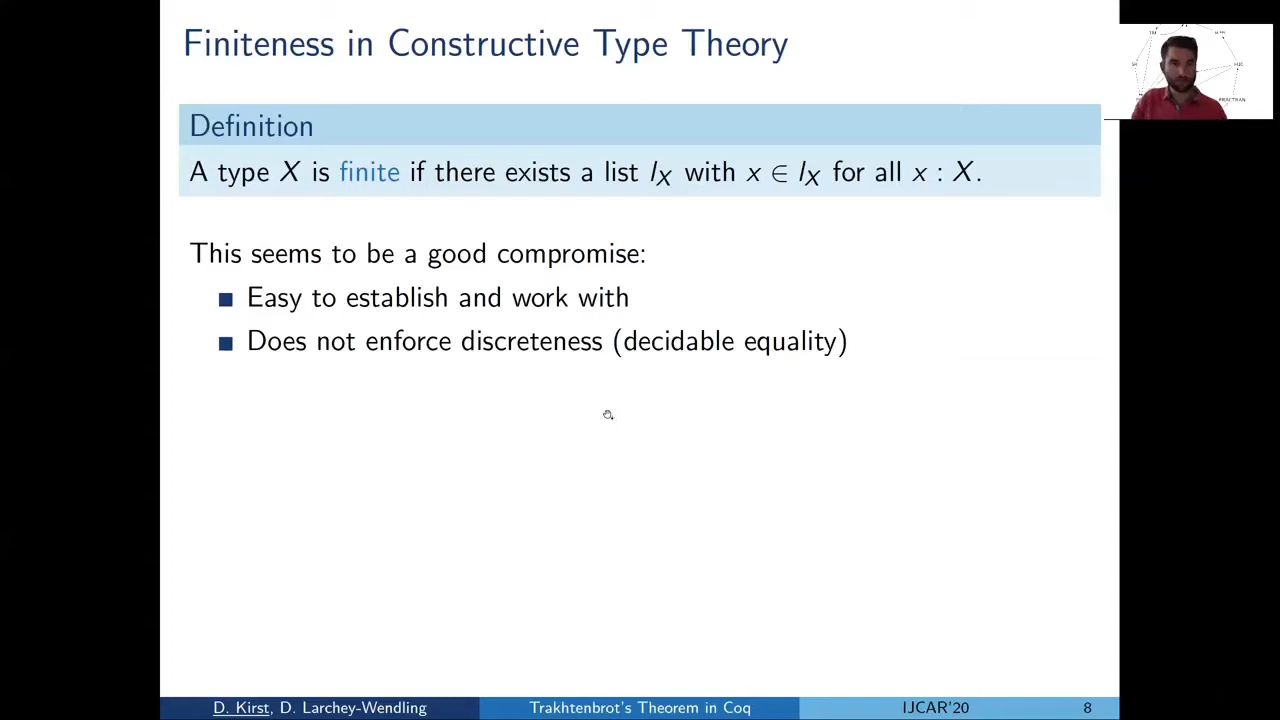 Finiteness in Constructive Type Theory
Definition
A type X is finite if there exists a list l_X with x ∈ l_X for all x : X.
This seems to be a good compromise:
■ Easy to establish and work with
■ Does not enforce discreteness (decidable equality)
D. Kirst, D. Larchey-Wendling
Trakhtenbrot's Theorem in Coq
IJCAR'20
8
FRACTRAN